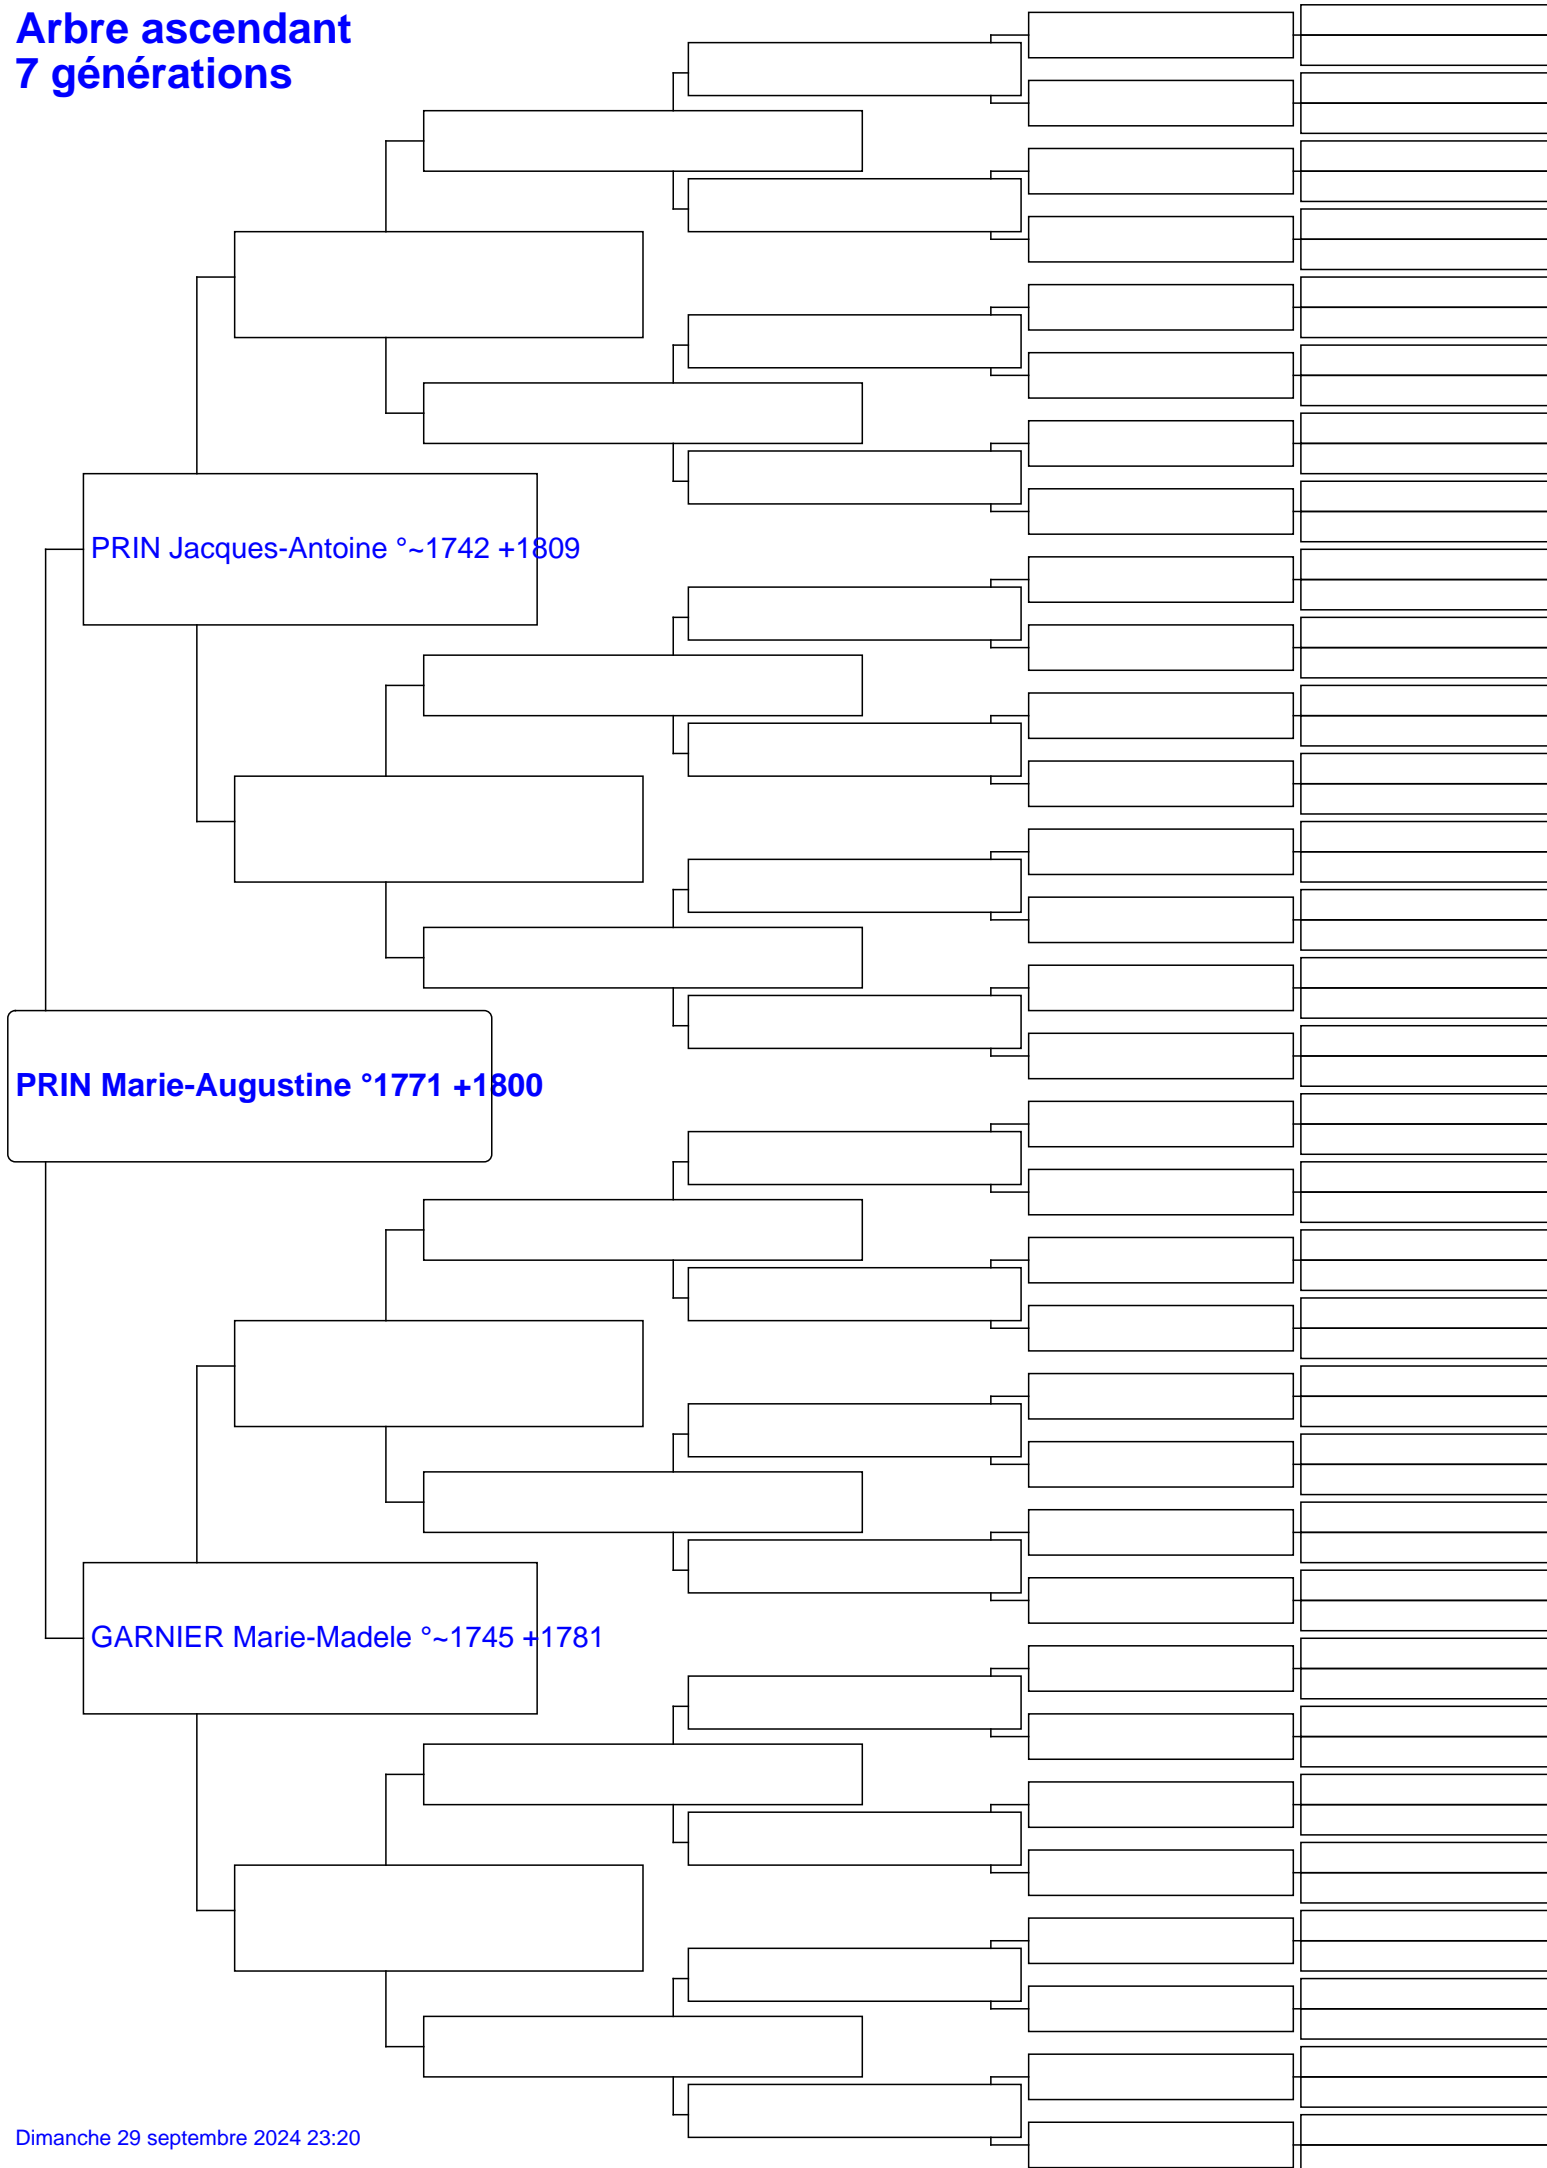 Arbre ascendant
7 générations
PRIN Jacques-Antoine °~1742 +1809
PRIN Marie-Augustine °1771 +1800
GARNIER Marie-Madele °~1745 +1781
Dimanche 29 septembre 2024 23:20